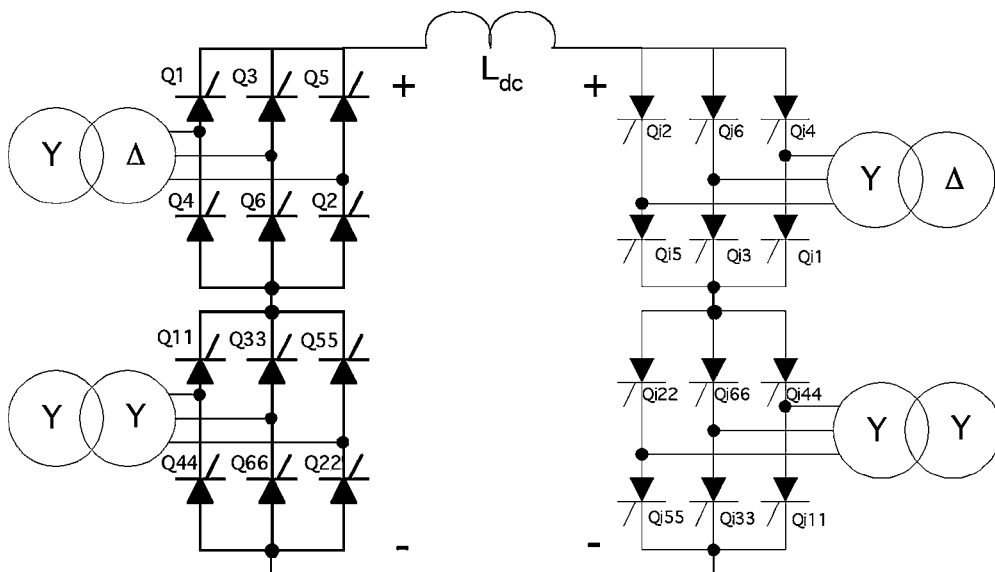 Q1 Q3 Q5
+ L_dc +
Qi2 Qi6 Qi4
Y Δ
Y Δ
Q4 Q6 Q2
Qi5 Qi3 Qi1
Q11 Q33 Q55
Qi22 Qi66 Qi44
Y Y
Y Y
Q44 Q66 Q22
Qi55 Qi33 Qi11
- -